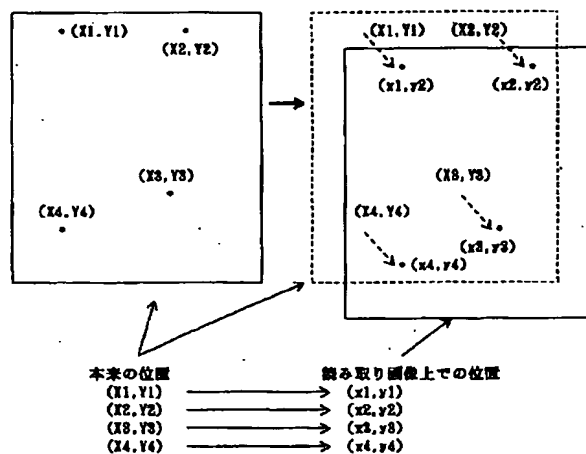 (X1,Y1)
(X2,Y2)
(X3,Y3)
(X4,Y4)
(X1,Y1)
(X2,Y2)
(x1,y2)
(x2,y2)
(X3,Y3)
(X4,Y4)
(x3,y3)
(x4,y4)
本来の位置
(X1,Y1)
(X2,Y2)
(X3,Y3)
(X4,Y4)
読み取り画像上での位置
(x1,y1)
(x2,y2)
(x3,y3)
(x4,y4)